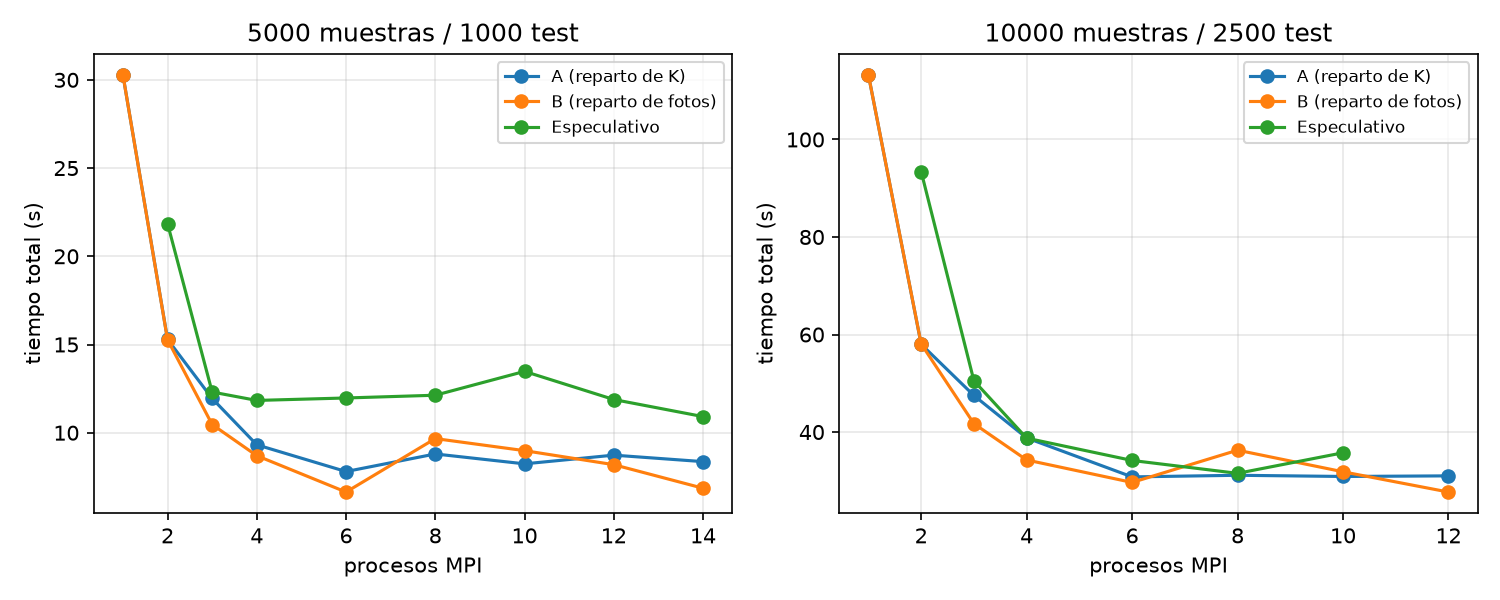 5000 muestras / 1000 test
30
25
20
15
10
tiempo total (s)
A (reparto de K)
B (reparto de fotos)
Especulativo
2 4 6 8 10 12 14
procesos MPI
10000 muestras / 2500 test
100
80
60
40
tiempo total (s)
A (reparto de K)
B (reparto de fotos)
Especulativo
2 4 6 8 10 12
procesos MPI